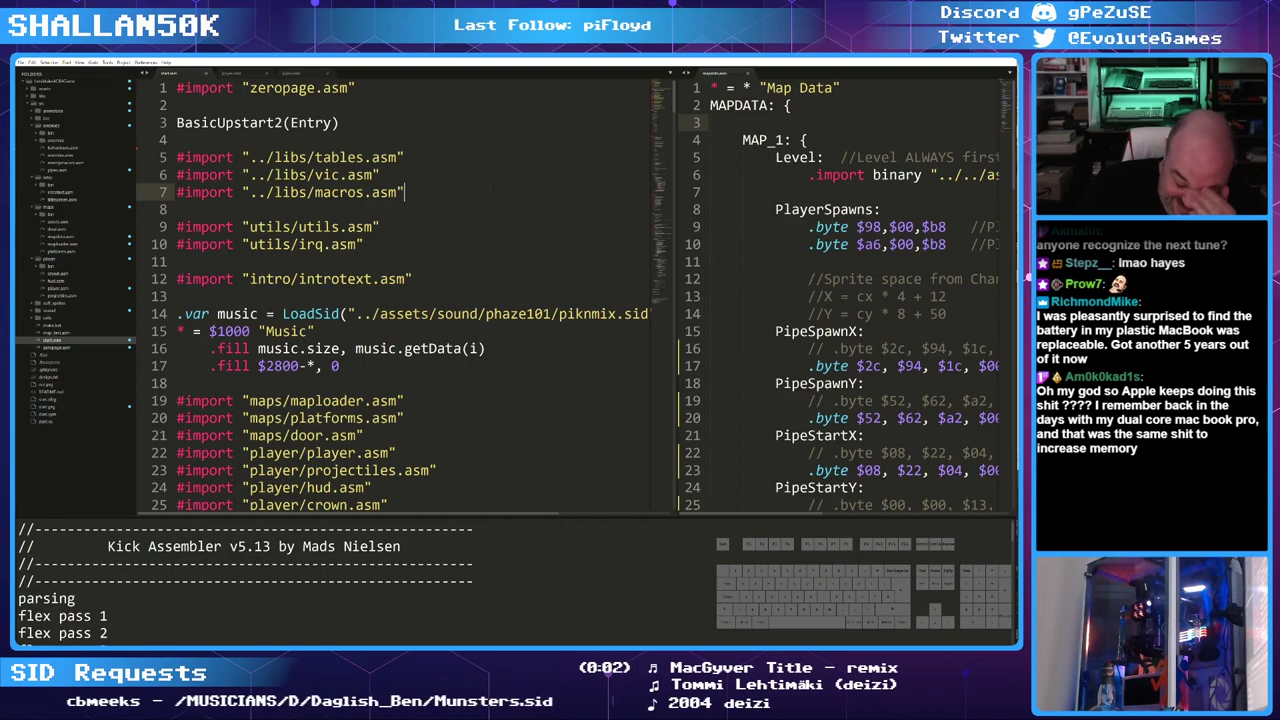 SHALLAN50K
Last Follow: piFloyd
Discord gPeZuSE
Twitter @EvoluteGames
FOLDERS
1 #import "zeropage.asm"
2
3 BasicUpstart2(Entry)
4
5 #import "../libs/tables.asm"
6 #import "../libs/vic.asm"
7 #import "../libs/macros.asm"
8
9 #import "utils/utils.asm"
10 #import "utils/irq.asm"
11
12 #import "intro/introtext.asm"
13
14 .var music = LoadSid("../assets/sound/phaze101/piknmix.sid"
15 * = $1000 "Music"
16 .fill music.size, music.getData(i)
17 .fill $2800-*, 0
18
19 #import "maps/maploader.asm"
20 #import "maps/platforms.asm"
21 #import "maps/door.asm"
22 #import "player/player.asm"
23 #import "player/projectiles.asm"
24 #import "player/hud.asm"
25 #import "player/crown.asm"
1 * = * "Map Data"
2 MAPDATA: {
3
4 MAP_1: {
5 Level: //Level ALWAYS first
6 .import binary "../../as
7
8 PlayerSpawns:
9 .byte $98,$00,$b8 //Pl
10 .byte $a6,$00,$b8 //Pl
11
12 //Sprite space from Char
13 //X = cx * 4 + 12
14 //Y = cy * 8 + 50
15 PipeSpawnX:
16 // .byte $2c, $94, $1c,
17 .byte $2c, $94, $1c, $00
18 PipeSpawnY:
19 // .byte $52, $62, $a2,
20 .byte $52, $62, $a2, $00
21 PipeStartX:
22 // .byte $08, $22, $04,
23 .byte $08, $22, $04, $00
24 PipeStartY:
25 // .byte $00, $00, $13,
Akmafin:
anyone recognize the next tune?
Stepz__: lmao hayes
Prow7:
RichmondMike:
I was pleasantly surprised to find the
battery in my plastic MacBook was
replaceable. Got another 5 years out
of it now
Am0k0kad1s:
Oh my god so Apple keeps doing this
shit ???? I remember back in the
days with my dual core mac book pro,
and that was the same shit to
increase memory
//------------------------------------------------------
// Kick Assembler v5.13 by Mads Nielsen
//------------------------------------------------------
//------------------------------------------------------
parsing
flex pass 1
flex pass 2
SID Requests
cbmeeks - /MUSICIANS/D/Daglish_Ben/Munsters.sid
(0:02) ♫ MacGyver Title - remix
♫ Tommi Lehtimäki (deizi)
♪ 2004 deizi